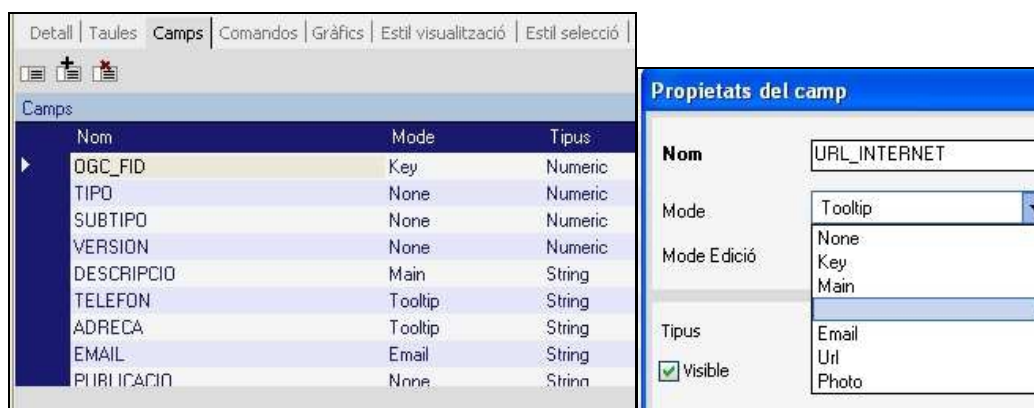 Detall | Taules Camps | Comandos | Gràfics | Estil visualització | Estil selecció |
Camps
Nom Mode Tipus
OGC_FID Key Numeric
TIPO None Numeric
SUBTIPO None Numeric
VERSION None Numeric
DESCRIPCIO Main String
TELEFON Tooltip String
ADRECA Tooltip String
EMAIL Email String
PUBLICACIO None String
Propietats del camp
Nom URL_INTERNET
Mode Tooltip
None
Mode Edició Key
Main
Tipus Email
Url
Visible Photo